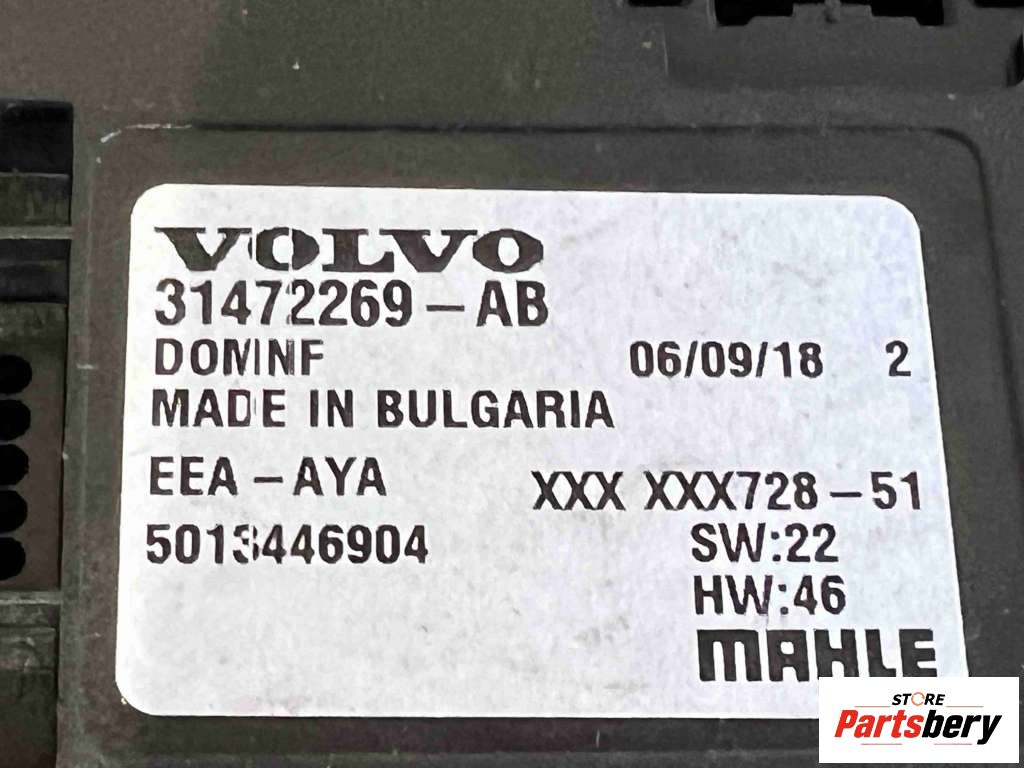 VOLVO
31472269-AB
DOMINF 06/09/18 2
MADE IN BULGARIA
EEA-AYA XXX XXX728-51
5013446904 SW:22
HW:46
MAHLE
STORE
Partsbery